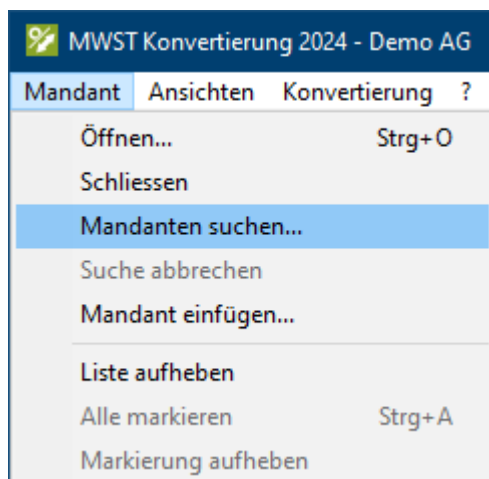 MWST Konvertierung 2024 - Demo AG
Mandant Ansichten Konvertierung ?
Öffnen... Strg+O
Schliessen
Mandanten suchen...
Suche abbrechen
Mandant einfügen...
Liste aufheben
Alle markieren Strg+A
Markierung aufheben